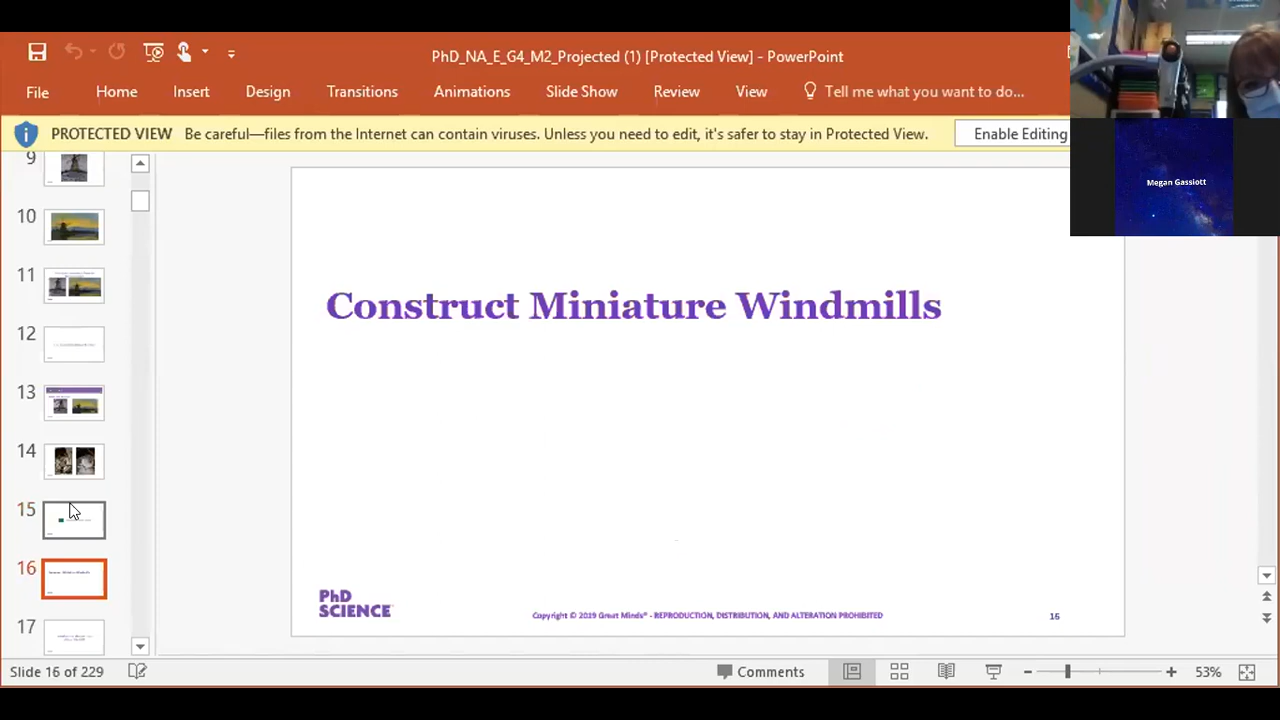 PhD_NA_E_G4_M2_Projected (1) [Protected View] - PowerPoint
File Home Insert Design Transitions Animations Slide Show Review View Tell me what you want to do...
PROTECTED VIEW Be careful—files from the Internet can contain viruses. Unless you need to edit, it's safer to stay in Protected View. Enable Editing
Megan Gassiott
9
10
11
12
13
14
15
16
17
Construct Miniature Windmills
PhD
SCIENCE
Copyright © 2019 Great Minds® - REPRODUCTION, DISTRIBUTION, AND ALTERATION PROHIBITED
16
Slide 16 of 229 Comments 53%